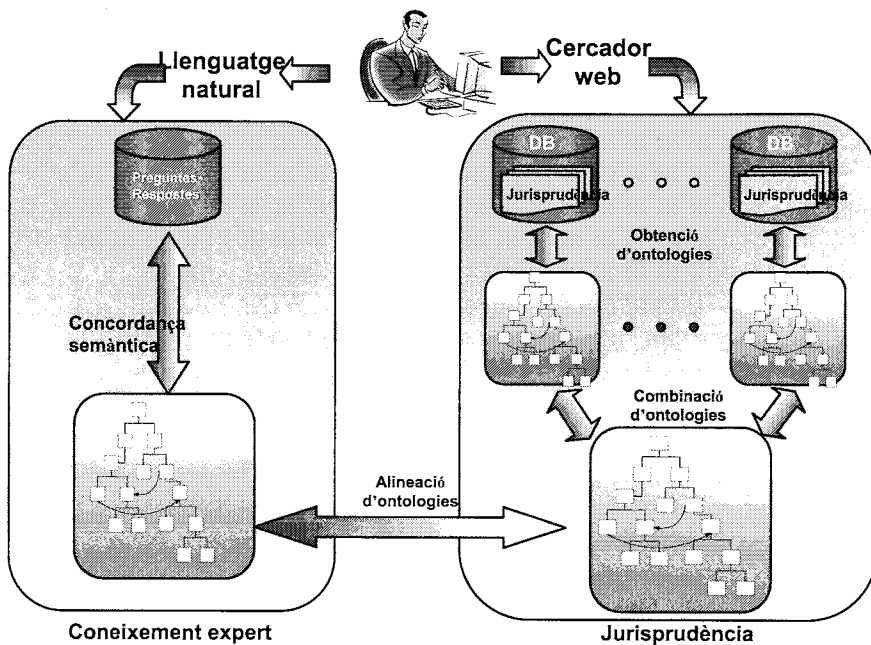 Llenguatge
natural
Cercador
web
Preguntes-
Respostes
Concordança
semàntica
Coneixement expert
DB
Jurisprudència
DB
Jurisprudència
Obtenció
d'ontologies
Combinació
d'ontologies
Alineació
d'ontologies
Jurisprudència